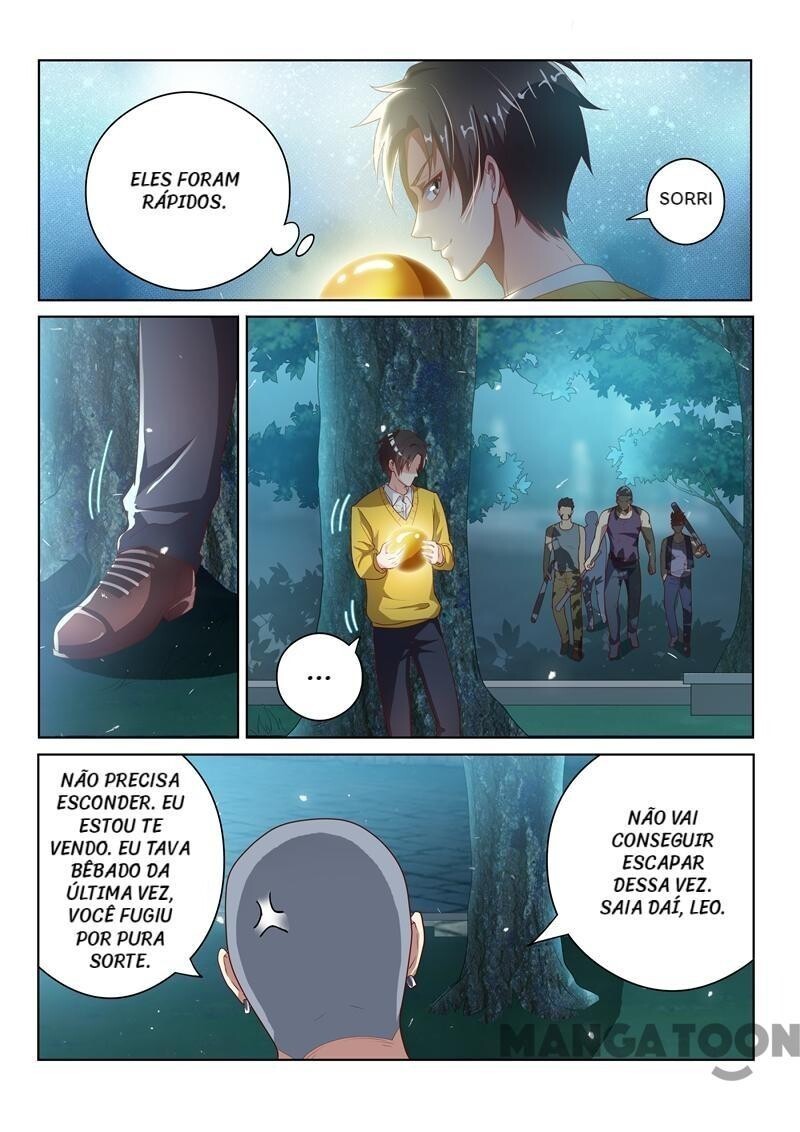 ELES FORAM
RÁPIDOS.
SORRI
...
NÃO PRECISA
ESCONDER. EU
ESTOU TE
VENDO. EU TAVA
BÊBADO DA
ÚLTIMA VEZ,
VOCÊ FUGIU
POR PURA
SORTE.
NÃO VAI
CONSEGUIR
ESCAPAR
DESSA VEZ.
SAIA DAÍ, LEO.
MANGATOON